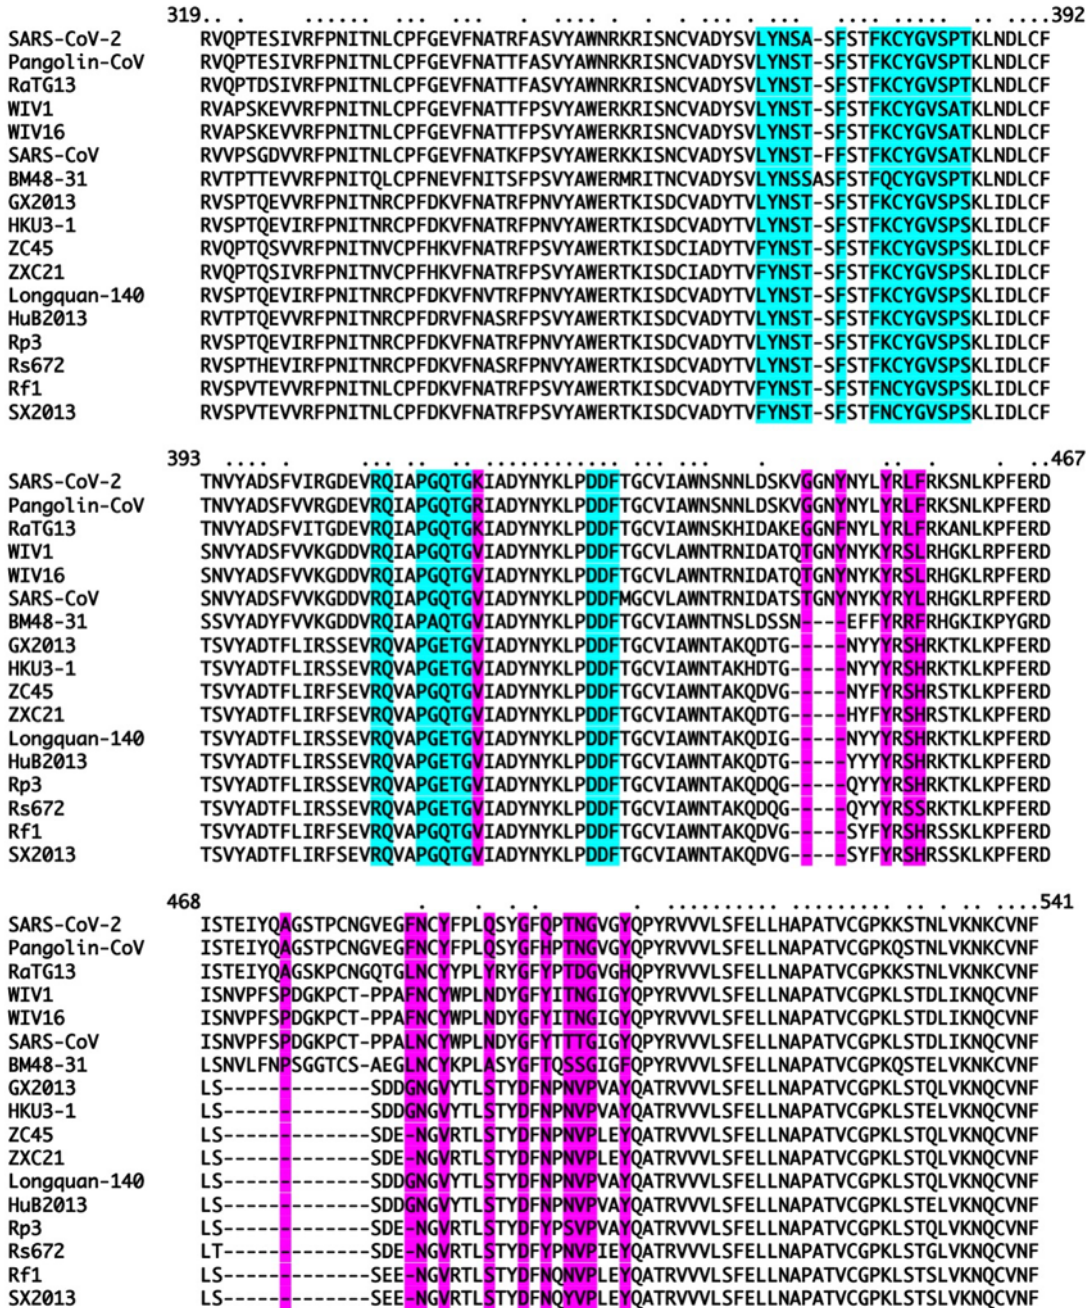 319.. . . ... ... . . .. .. . . . .. . ....392
SARS-CoV-2 RVQPTESIVRFPNITNLCPFGEVFNATRFASVYAWNRKRISNCVADYSVLYNSA-SFSTFKCYGVSPTKLNDLCF
Pangolin-CoV RVQPTESIVRFPNITNLCPFGEVFNATTFASVYAWNRKRISNCVADYSVLYNST-SFSTFKCYGVSPTKLNDLCF
RaTG13 RVQPTDSIVRFPNITNLCPFGEVFNATTFASVYAWNRKRISNCVADYSVLYNST-SFSTFKCYGVSPTKLNDLCF
WIV1 RVAPSKEVVRFPNITNLCPFGEVFNATTFPSVYAWERKRISNCVADYSVLYNST-SFSTFKCYGVSATKLNDLCF
WIV16 RVAPSKEVVRFPNITNLCPFGEVFNATTFPSVYAWERKRISNCVADYSVLYNST-SFSTFKCYGVSATKLNDLCF
SARS-CoV RVVPSGDVVRFPNITNLCPFGEVFNATKFPSVYAWERKKISNCVADYSVLYNST-FFSTFKCYGVSATKLNDLCF
BM48-31 RVTPTTEVVRFPNITQLCPFNEVFNITSFPSVYAWERMRITNCVADYSVLYNSSASFSTFQCYGVSPTKLNDLCF
GX2013 RVSPTQEVVRFPNITNRCPFDKVFNATRFPNVYAWERTKISDCVADYTVLYNST-SFSTFKCYGVSPSKLIDLCF
HKU3-1 RVSPTQEVIRFPNITNRCPFDKVFNATRFPNVYAWERTKISDCVADYTVLYNST-SFSTFKCYGVSPSKLIDLCF
ZC45 RVQPTQSVVRFPNITNVCPFHKVFNATRFPSVYAWERTKISDCIADYTVFYNST-SFSTFKCYGVSPSKLIDLCF
ZXC21 RVQPTQSIVRFPNITNVCPFHKVFNATRFPSVYAWERTKISDCIADYTVFYNST-SFSTFKCYGVSPSKLIDLCF
Longquan-140 RVSPTQEVIRFPNITNRCPFDKVFNVTRFPSVYAWERTKISDCVADYTVLYNST-SFSTFKCYGVSPSKLIDLCF
HuB2013 RVTPTQEVVRFPNITNRCPFDRVFNASRFPSVYAWERTKISDCVADYTVLYNST-SFSTFKCYGVSPSKLIDLCF
Rp3 RVSPTQEVIRFPNITNRCPFDKVFNATRFPNVYAWERTKISDCVADYTVLYNST-SFSTFKCYGVSPSKLIDLCF
Rs672 RVSPTHEVIRFPNITNRCPFDKVFNASRFPNVYAWERTKISDCVADYTVLYNST-SFSTFKCYGVSPSKLIDLCF
Rf1 RVSPVTEVVRFPNITNLCPFDKVFNATRFPSVYAWERTKISDCVADYTVFYNST-SFSTFNCYGVSPSKLIDLCF
SX2013 RVSPVTEVVRFPNITNLCPFDKVFNATRFPSVYAWERTKISDCVADYTVFYNST-SFSTFNCYGVSPSKLIDLCF
393 .... . .. .. ............... .. ... . . .. . 467
SARS-CoV-2 TNVYADSFVIRGDEVRQIAPGQTGKIADYNYKLPDDFTGCVIAWNSNNLDSKVGGNYNYLYRLFRKSNLKPFERD
Pangolin-CoV TNVYADSFVVRGDEVRQIAPGQTGRIADYNYKLPDDFTGCVIAWNSNNLDSKVGGNYNYLYRLFRKSNLKPFERD
RaTG13 TNVYADSFVITGDEVRQIAPGQTGKIADYNYKLPDDFTGCVIAWNSKHIDAKEGGNFNYLYRLFRKANLKPFERD
WIV1 SNVYADSFVVKGDDVRQIAPGQTGVIADYNYKLPDDFTGCVLAWNTRNIDATQTGNYNYKYRSLRHGKLRPFERD
WIV16 SNVYADSFVVKGDDVRQIAPGQTGVIADYNYKLPDDFTGCVLAWNTRNIDATQTGNYNYKYRSLRHGKLRPFERD
SARS-CoV SNVYADSFVVKGDDVRQIAPGQTGVIADYNYKLPDDFMGCVLAWNTRNIDATSTGNYNYKYRYLRHGKLRPFERD
BM48-31 SSVYADYFVVKGDDVRQIAPAQTGVIADYNYKLPDDFTGCVIAWNTNSLDSSN----EFFYRRFRHGKIKPYGRD
GX2013 TSVYADTFLIRSSEVRQVAPGETGVIADYNYKLPDDFTGCVIAWNTAKQDTG-----NYYYRSHRKTKLKPFERD
HKU3-1 TSVYADTFLIRSSEVRQVAPGETGVIADYNYKLPDDFTGCVIAWNTAKHDTG-----NYYYRSHRKTKLKPFERD
ZC45 TSVYADTFLIRFSEVRQVAPGQTGVIADYNYKLPDDFTGCVIAWNTAKQDVG-----NYFYRSHRSTKLKPFERD
ZXC21 TSVYADTFLIRFSEVRQVAPGQTGVIADYNYKLPDDFTGCVIAWNTAKQDTG-----HYFYRSHRSTKLKPFERD
Longquan-140 TSVYADTFLIRSSEVRQVAPGETGVIADYNYKLPDDFTGCVIAWNTAKQDIG-----NYYYRSHRKTKLKPFERD
HuB2013 TSVYADTFLIRSSEVRQVAPGETGVIADYNYKLPDDFTGCVIAWNTAKQDTG-----YYYYRSHRKTKLKPFERD
Rp3 TSVYADTFLIRSSEVRQVAPGETGVIADYNYKLPDDFTGCVIAWNTAKQDQG-----QYYYRSHRKTKLKPFERD
Rs672 TSVYADTFLIRSSEVRQVAPGETGVIADYNYKLPDDFTGCVIAWNTAKQDQG-----QYYYRSSRKTKLKPFERD
Rf1 TSVYADTFLIRFSEVRQVAPGQTGVIADYNYKLPDDFTGCVIAWNTAKQDVG-----SYFYRSHRSSKLKPFERD
SX2013 TSVYADTFLIRFSEVRQVAPGQTGVIADYNYKLPDDFTGCVIAWNTAKQDVG-----SYFYRSHRSSKLKPFERD
468 . . . . .. ............ ........ . . ..... 541
SARS-CoV-2 ISTEIYQAGSTPCNGVEGFNCYFPLQSYGFQPTNGVGYQPYRVVVLSFELLHAPATVCGPKKSTNLVKNKCVNF
Pangolin-CoV ISTEIYQAGSTPCNGVEGFNCYFPLQSYGFHPTNGVGYQPYRVVVLSFELLNAPATVCGPKQSTNLVKNKCVNF
RaTG13 ISTEIYQAGSKPCNGQTGLNCYYPLYRYGFYPTDGVGHQPYRVVVLSFELLNAPATVCGPKKSTNLVKNKCVNF
WIV1 ISNVPFSPDGKPCT-PPAFNCYWPLNDYGFYITNGIGYQPYRVVVLSFELLNAPATVCGPKLSTDLIKNQCVNF
WIV16 ISNVPFSPDGKPCT-PPAFNCYWPLNDYGFYITNGIGYQPYRVVVLSFELLNAPATVCGPKLSTDLIKNQCVNF
SARS-CoV ISNVPFSPDGKPCT-PPALNCYWPLNDYGFYTTTGIGYQPYRVVVLSFELLNAPATVCGPKLSTDLIKNQCVNF
BM48-31 LSNVLFNPSGGTCS-AEGLNCYKPLASYGFTQSSGIGFQPYRVVVLSFELLNAPATVCGPKQSTELVKNKCVNF
GX2013 LS-------------SDDGNGVYTLSTYDFNPNVPVAYQATRVVVLSFELLNAPATVCGPKLSTQLVKNQCVNF
HKU3-1 LS-------------SDDGNGVYTLSTYDFNPNVPVAYQATRVVVLSFELLNAPATVCGPKLSTELVKNQCVNF
ZC45 LS-------------SDE-NGVRTLSTYDFNPNVPLEYQATRVVVLSFELLNAPATVCGPKLSTQLVKNQCVNF
ZXC21 LS-------------SDE-NGVRTLSTYDFNPNVPLEYQATRVVVLSFELLNAPATVCGPKLSTQLVKNQCVNF
Longquan-140 LS-------------SDDGNGVYTLSTYDFNPNVPVAYQATRVVVLSFELLNAPATVCGPKLSTQLVKNQCVNF
HuB2013 LS-------------SDDGNGVYTLSTYDFNPNVPVAYQATRVVVLSFELLNAPATVCGPKLSTELVKNQCVNF
Rp3 LS-------------SDE-NGVRTLSTYDFYPSVPVAYQATRVVVLSFELLNAPATVCGPKLSTQLVKNQCVNF
Rs672 LT-------------SDE-NGVRTLSTYDFYPNVPIEYQATRVVVLSFELLNAPATVCGPKLSTGLVKNQCVNF
Rf1 LS-------------SEE-NGVRTLSTYDFNQNVPLEYQATRVVVLSFELLNAPATVCGPKLSTSLVKNQCVNF
SX2013 LS-------------SEE-NGVRTLSTYDFNQYVPLEYQATRVVVLSFELLNAPATVCGPKLSTSLVKNQCVNF